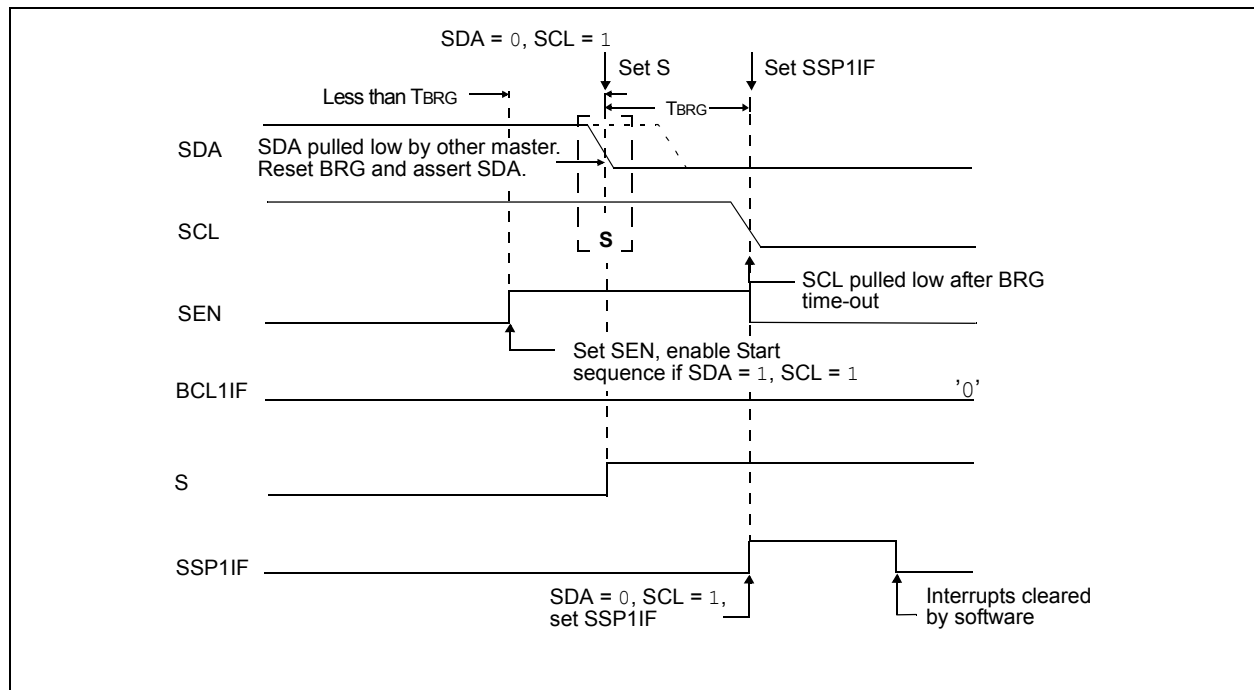 SDA = 0, SCL = 1
Set S
Set SSP1IF
Less than TBRG
TBRG
SDA
SDA pulled low by other master.
Reset BRG and assert SDA.
SCL
S
SCL pulled low after BRG
time-out
SEN
Set SEN, enable Start
sequence if SDA = 1, SCL = 1
BCL1IF
'0'
S
SSP1IF
SDA = 0, SCL = 1,
set SSP1IF
Interrupts cleared
by software